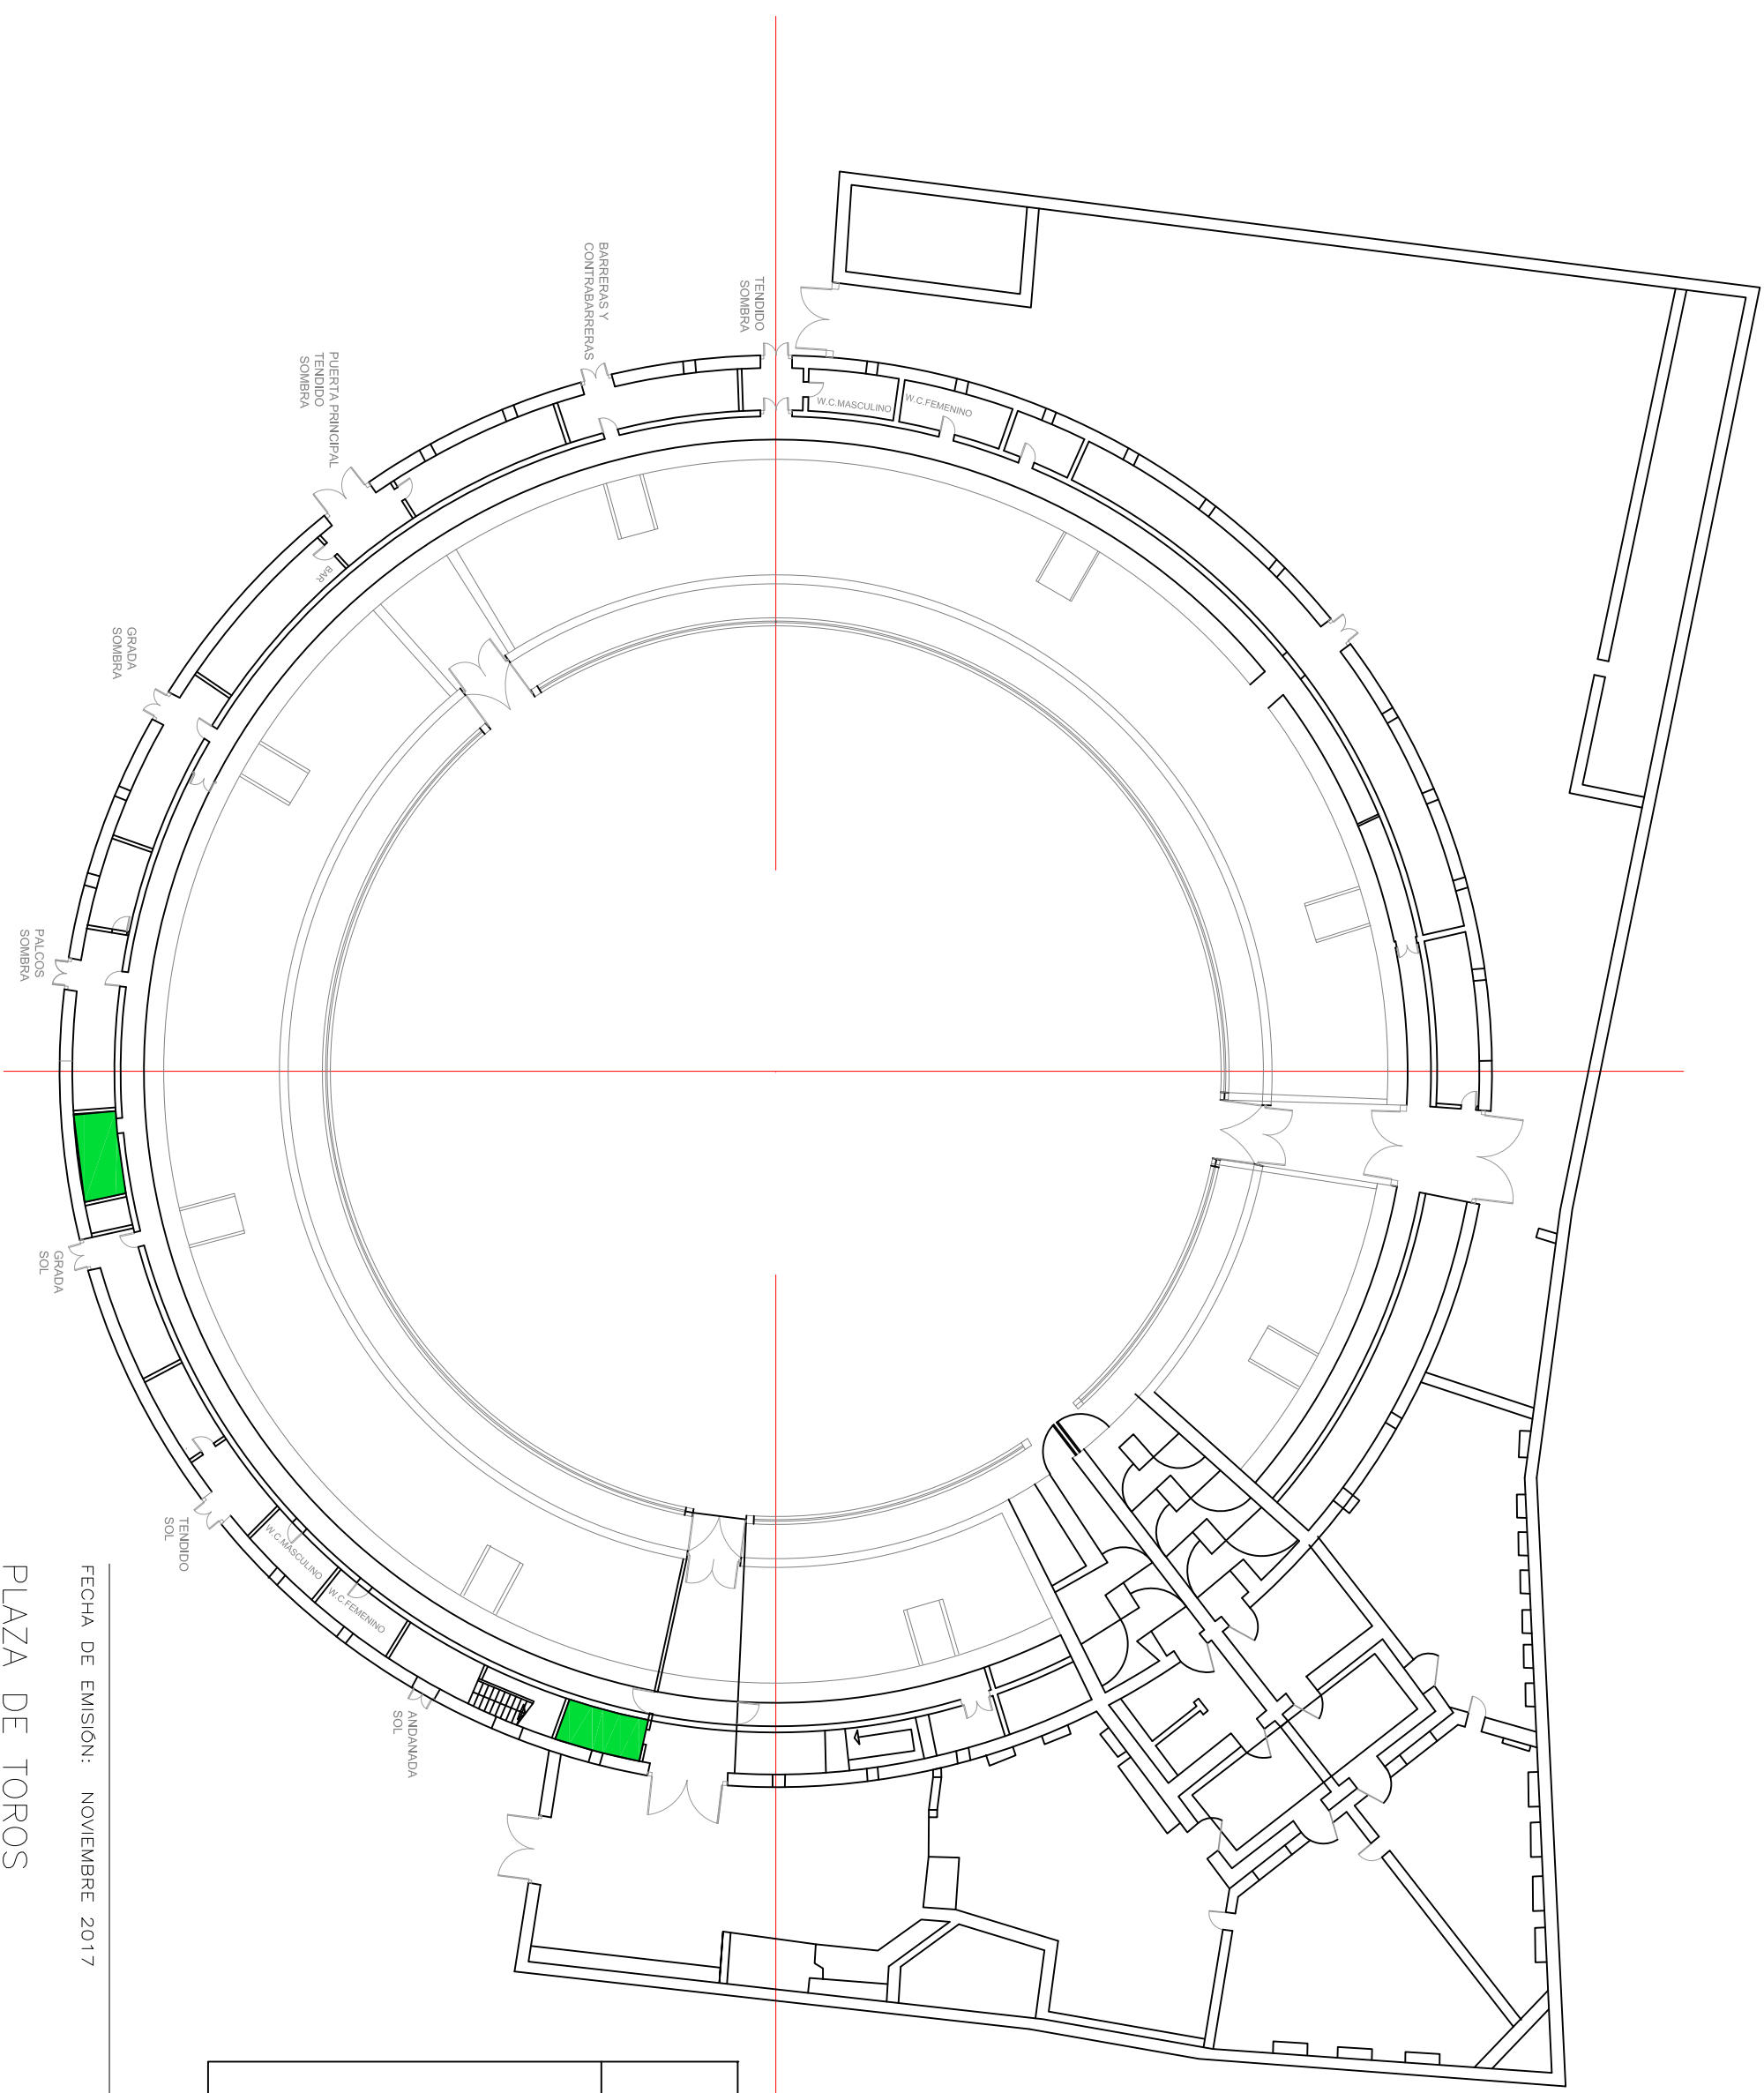 TENDIDO
SOMBRA
BARRERAS Y
CONTRABARRERAS
PUERTA PRINCIPAL
TENDIDO
SOMBRA
W.C.MASCULINO
W.C.FEMENINO
BAR
GRADA
SOMBRA
PALCOS
SOMBRA
GRADA
SOL
TENDIDO
SOL
W.C.MASCULINO
W.C.FEMENINO
ANDANADA
SOL
FECHA DE EMISIÓN: NOVIEMBRE 2017
PLAZA DE TOROS